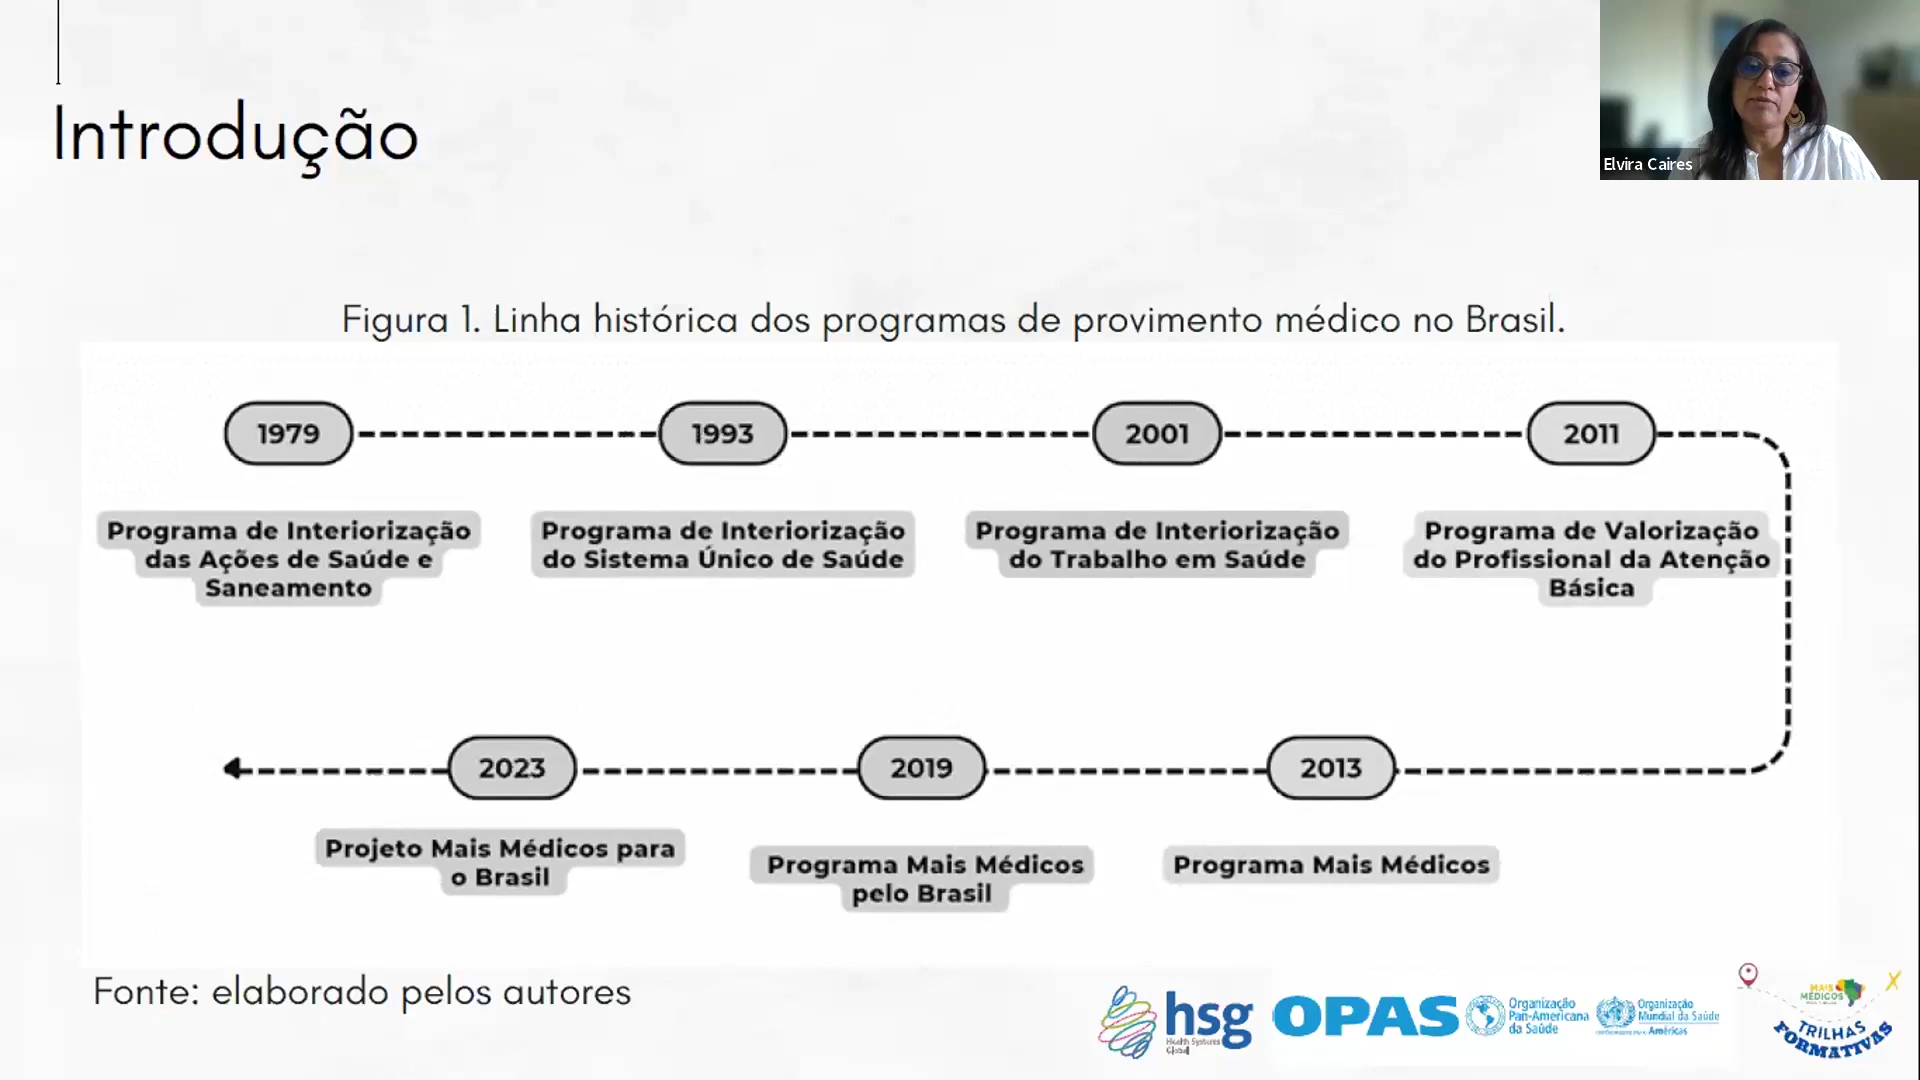 Introdução
Elvira Caires
Figura 1. Linha histórica dos programas de provimento médico no Brasil.
1979
1993
2001
2011
Programa de Interiorização
das Ações de Saúde e
Saneamento
Programa de Interiorização
do Sistema Único de Saúde
Programa de Interiorização
do Trabalho em Saúde
Programa de Valorização
do Profissional da Atenção
Básica
2023
2019
2013
Projeto Mais Médicos para
o Brasil
Programa Mais Médicos
pelo Brasil
Programa Mais Médicos
Fonte: elaborado pelos autores
hsg
Health Systems
Global
OPAS
Organização
Pan-Americana
da Saúde
Organização
Mundial da Saúde
Américas
MAIS
MÉDICOS
TRILHAS
FORMATIVAS